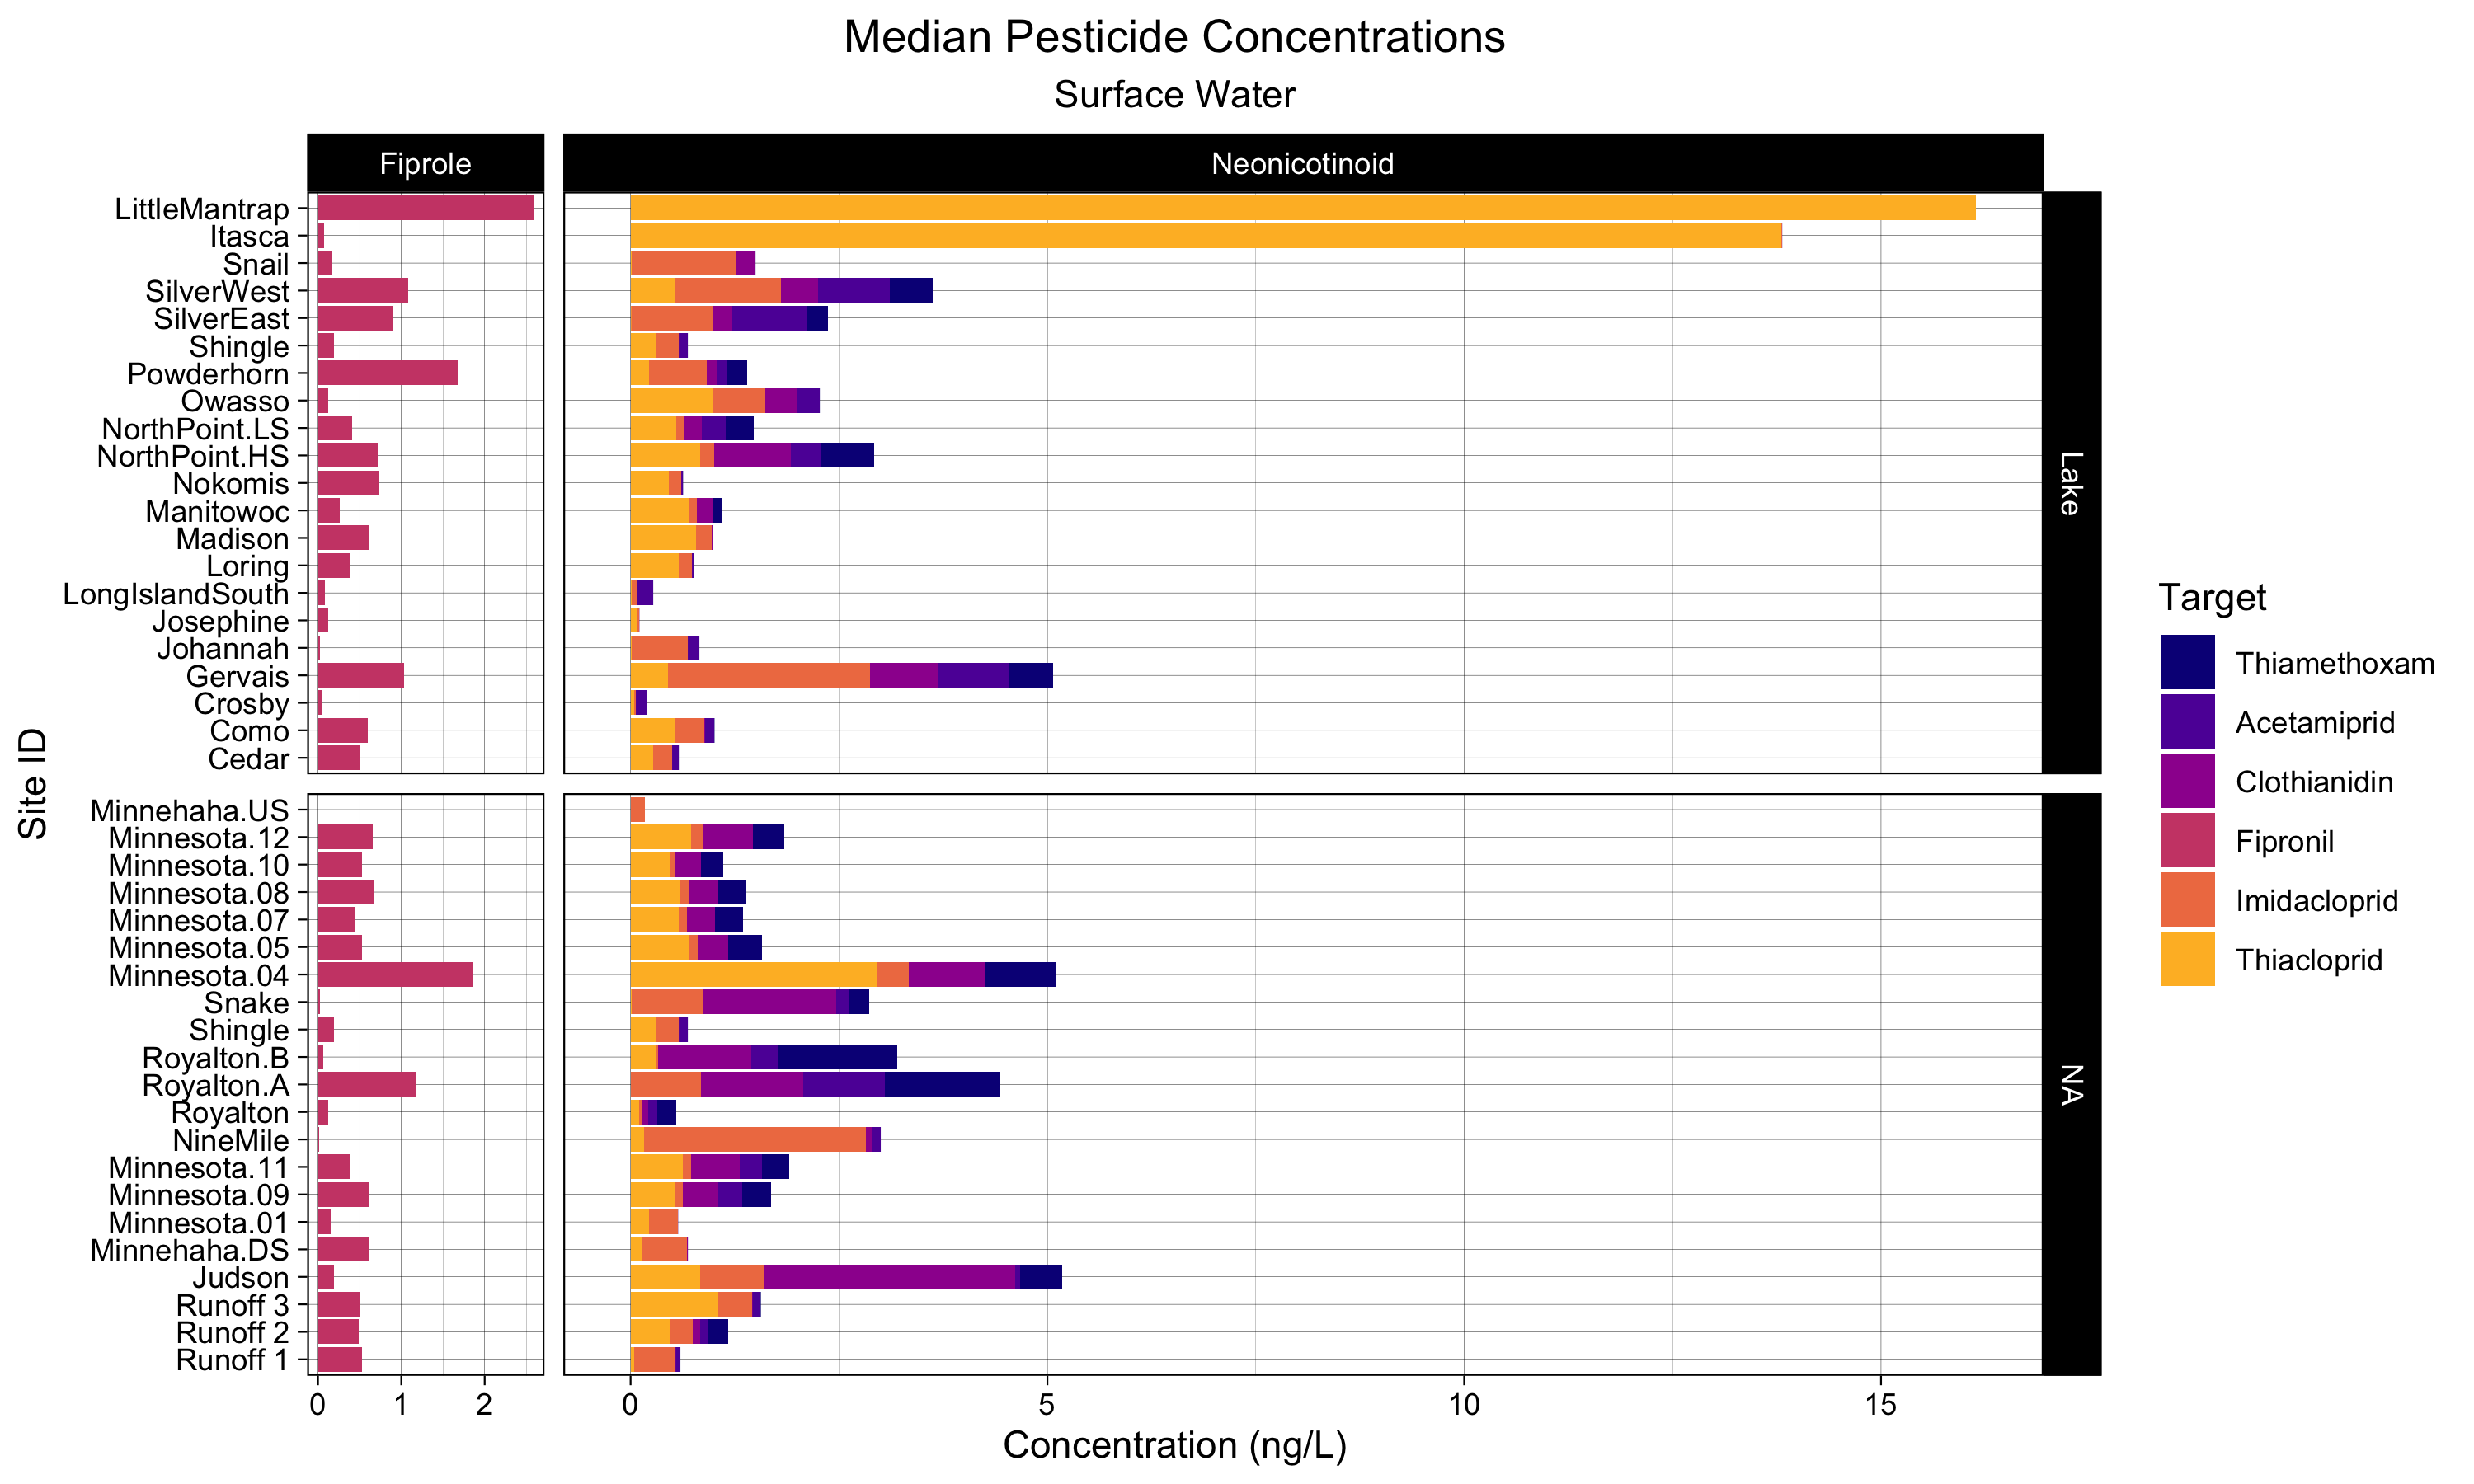 Median Pesticide Concentrations
Surface Water
Fiprole
Neonicotinoid
LittleMantrap
Itasca
Snail
SilverWest
SilverEast
Shingle
Powderhorn
Owasso
NorthPoint.LS
NorthPoint.HS
Nokomis
Manitowoc
Madison
Loring
LongIslandSouth
Josephine
Johannah
Gervais
Crosby
Como
Cedar
Lake
Minnehaha.US
Minnesota.12
Minnesota.10
Minnesota.08
Minnesota.07
Minnesota.05
Minnesota.04
Snake
Shingle
Royalton.B
Royalton.A
Royalton
NineMile
Minnesota.11
Minnesota.09
Minnesota.01
Minnehaha.DS
Judson
Runoff 3
Runoff 2
Runoff 1
NA
Site ID
0 1 2
0 5 10 15
Concentration (ng/L)
Target
Thiamethoxam
Acetamiprid
Clothianidin
Fipronil
Imidacloprid
Thiacloprid